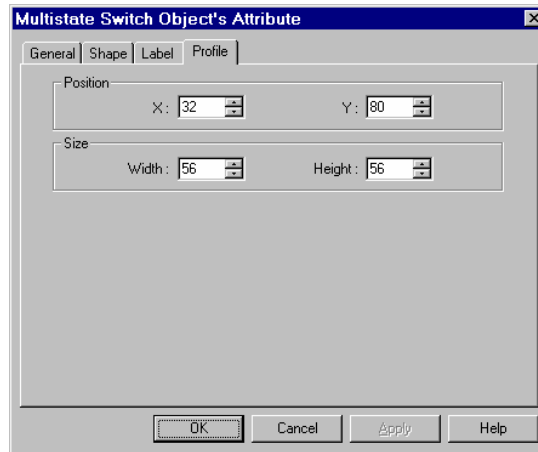 Multistate Switch Object's Attribute
General Shape Label Profile
Position
X: 32 Y: 80
Size
Width: 56 Height: 56
OK Cancel Apply Help